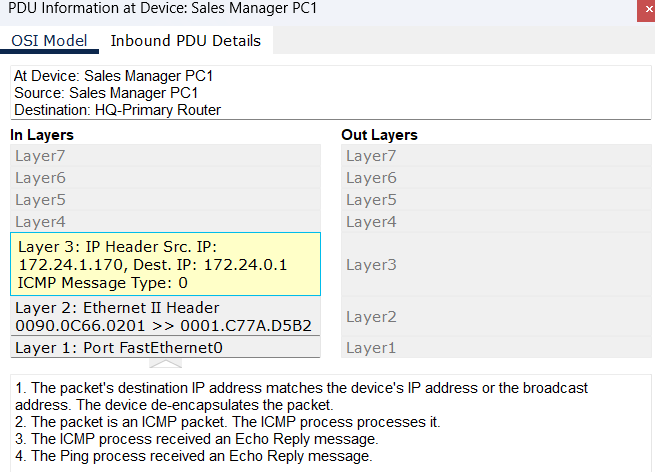 PDU Information at Device: Sales Manager PC1
OSI Model Inbound PDU Details
At Device: Sales Manager PC1
Source: Sales Manager PC1
Destination: HQ-Primary Router
In Layers
Layer7
Layer6
Layer5
Layer4
Layer 3: IP Header Src. IP:
172.24.1.170, Dest. IP: 172.24.0.1
ICMP Message Type: 0
Layer 2: Ethernet II Header
0090.0C66.0201 >> 0001.C77A.D5B2
Layer 1: Port FastEthernet0
Out Layers
Layer7
Layer6
Layer5
Layer4
Layer3
Layer2
Layer1
1. The packet's destination IP address matches the device's IP address or the broadcast
address. The device de-encapsulates the packet.
2. The packet is an ICMP packet. The ICMP process processes it.
3. The ICMP process received an Echo Reply message.
4. The Ping process received an Echo Reply message.